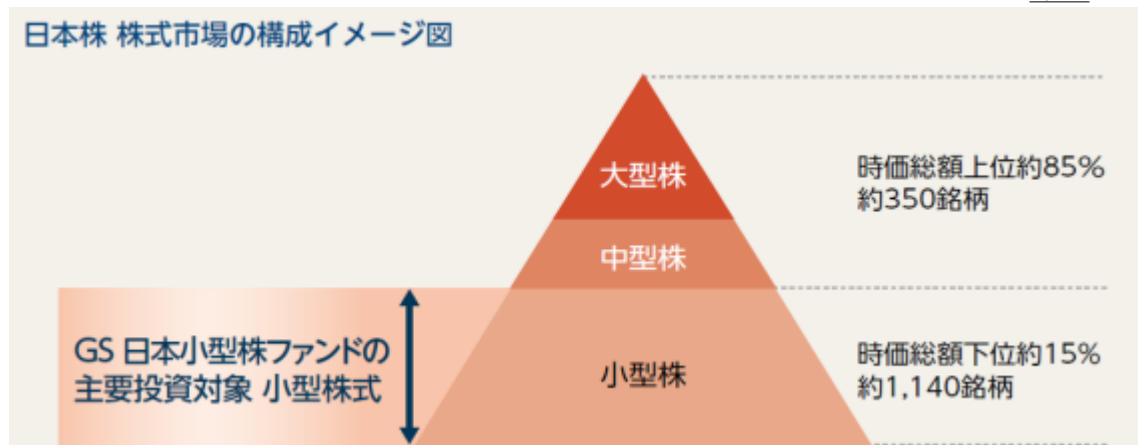 日本株 株式市場の構成イメージ図
大型株
時価総額上位約85%
約350銘柄
中型株
GS 日本小型株ファンドの
主要投資対象 小型株式
小型株
時価総額下位約15%
約1,140銘柄